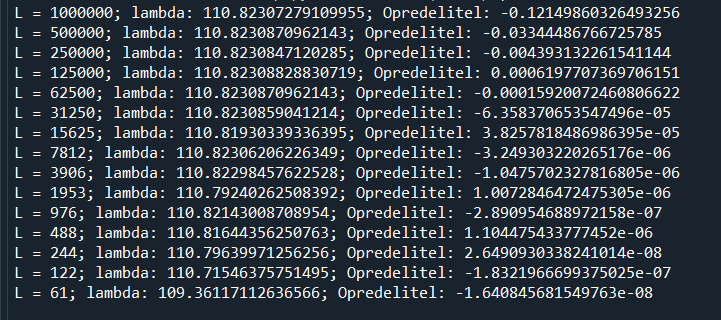 L = 1000000; lambda: 110.82307279109955; Opredelitel: -0.12149860326493256
L = 500000; lambda: 110.8230870962143; Opredelitel: -0.03344486766725785
L = 250000; lambda: 110.8230847120285; Opredelitel: -0.004393132261541144
L = 125000; lambda: 110.82308828830719; Opredelitel: 0.0006197707369706151
L = 62500; lambda: 110.8230870962143; Opredelitel: -0.00015920072460806622
L = 31250; lambda: 110.8230859041214; Opredelitel: -6.358370653547496e-05
L = 15625; lambda: 110.81930339336395; Opredelitel: 3.8257818486986395e-05
L = 7812; lambda: 110.82306206226349; Opredelitel: -3.249303220265176e-06
L = 3906; lambda: 110.82298457622528; Opredelitel: -1.0475702327816805e-06
L = 1953; lambda: 110.79240262508392; Opredelitel: 1.0072846472475305e-06
L = 976; lambda: 110.82143008708954; Opredelitel: -2.890954688972158e-07
L = 488; lambda: 110.81644356250763; Opredelitel: 1.104475433777452e-06
L = 244; lambda: 110.79639971256256; Opredelitel: 2.6490930338241014e-08
L = 122; lambda: 110.71546375751495; Opredelitel: -1.8321966699375025e-07
L = 61; lambda: 109.36117112636566; Opredelitel: -1.640845681549763e-08